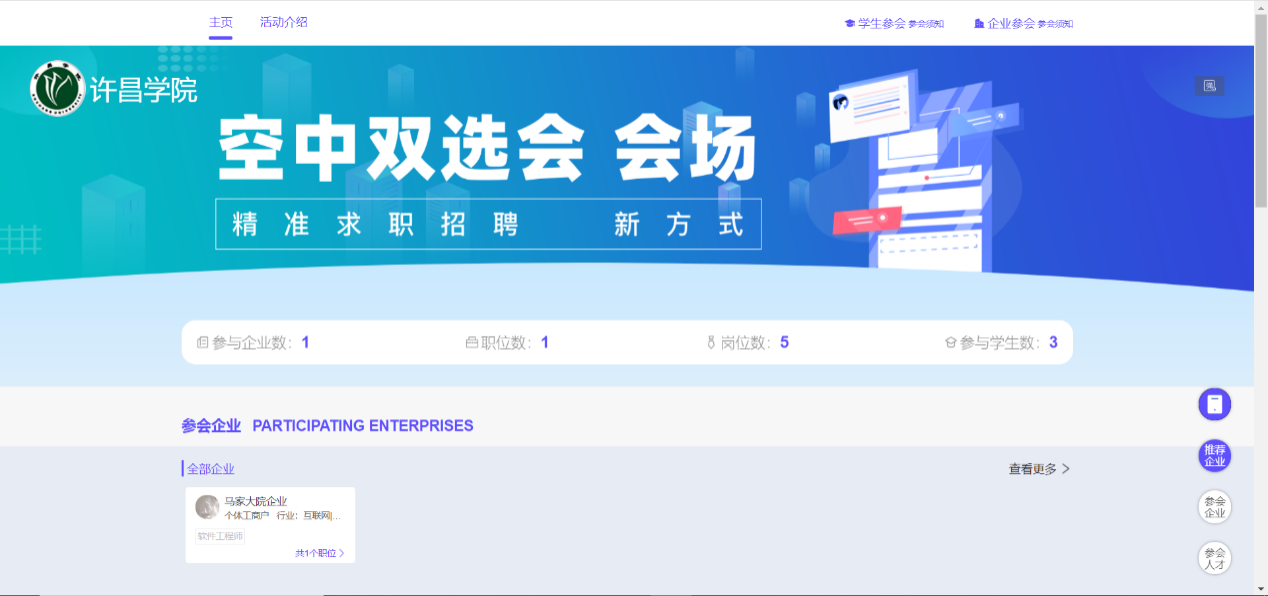 主页 活动介绍 学生参会 参会须知 企业参会 参会须知
许昌学院
空中双选会 会场
精准求职招聘 新方式
参与企业数: 1 职位数: 1 岗位数: 5 参与学生数: 3
参会企业 PARTICIPATING ENTERPRISES
全部企业 查看更多
马家大院企业
个体工商户 行业: 互联网|...
软件工程师
共1个职位
推荐
企业
参会
企业
参会
人才